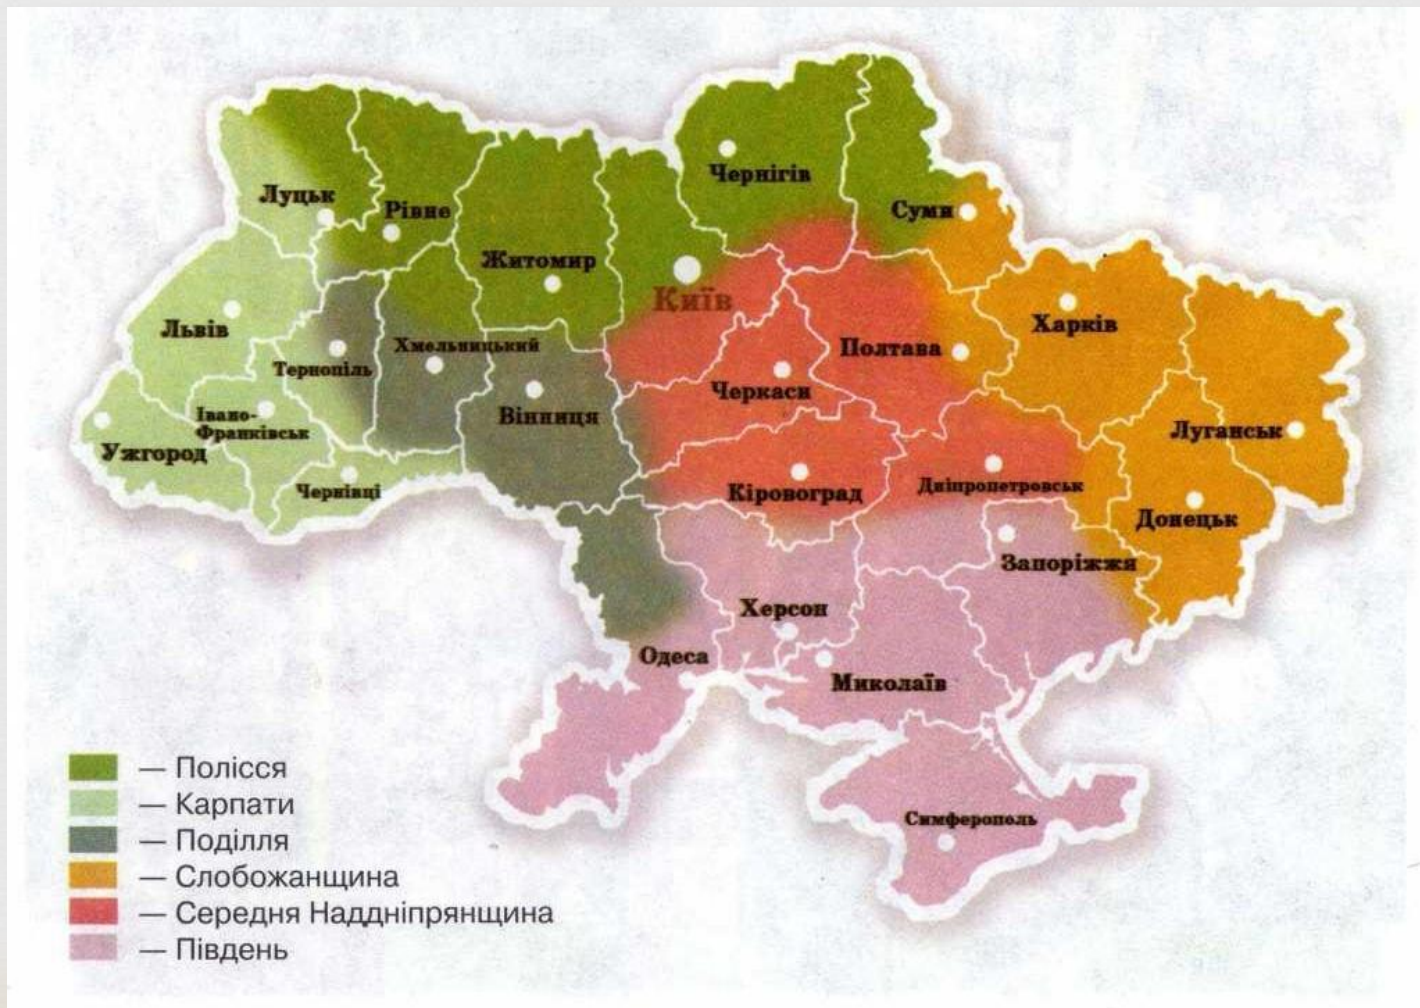 Чернігів
Луцьк
Рівне
Суми
Житомир
Київ
Львів
Харків
Хмельницький
Полтава
Тернопіль
Черкаси
Івано-
Франківськ
Вінниця
Луганськ
Ужгород
Чернівці
Кіровоград
Дніпропетровськ
Донецьк
Запоріжжя
Херсон
Одеса
Миколаїв
Симферополь
— Полісся
— Карпати
— Поділля
— Слобожанщина
— Середня Наддніпрянщина
— Південь